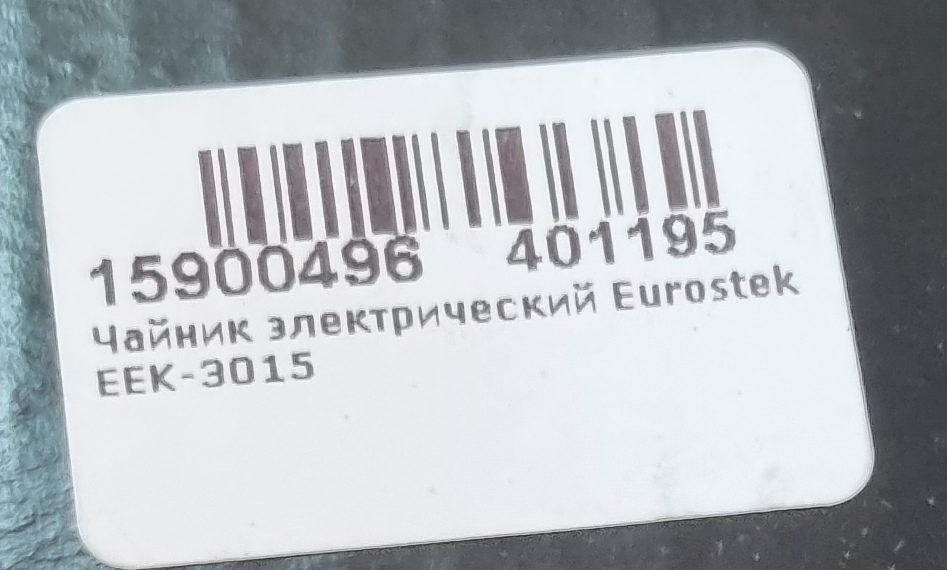 15900496 401195
Чайник электрический Eurostek
EEK-3015